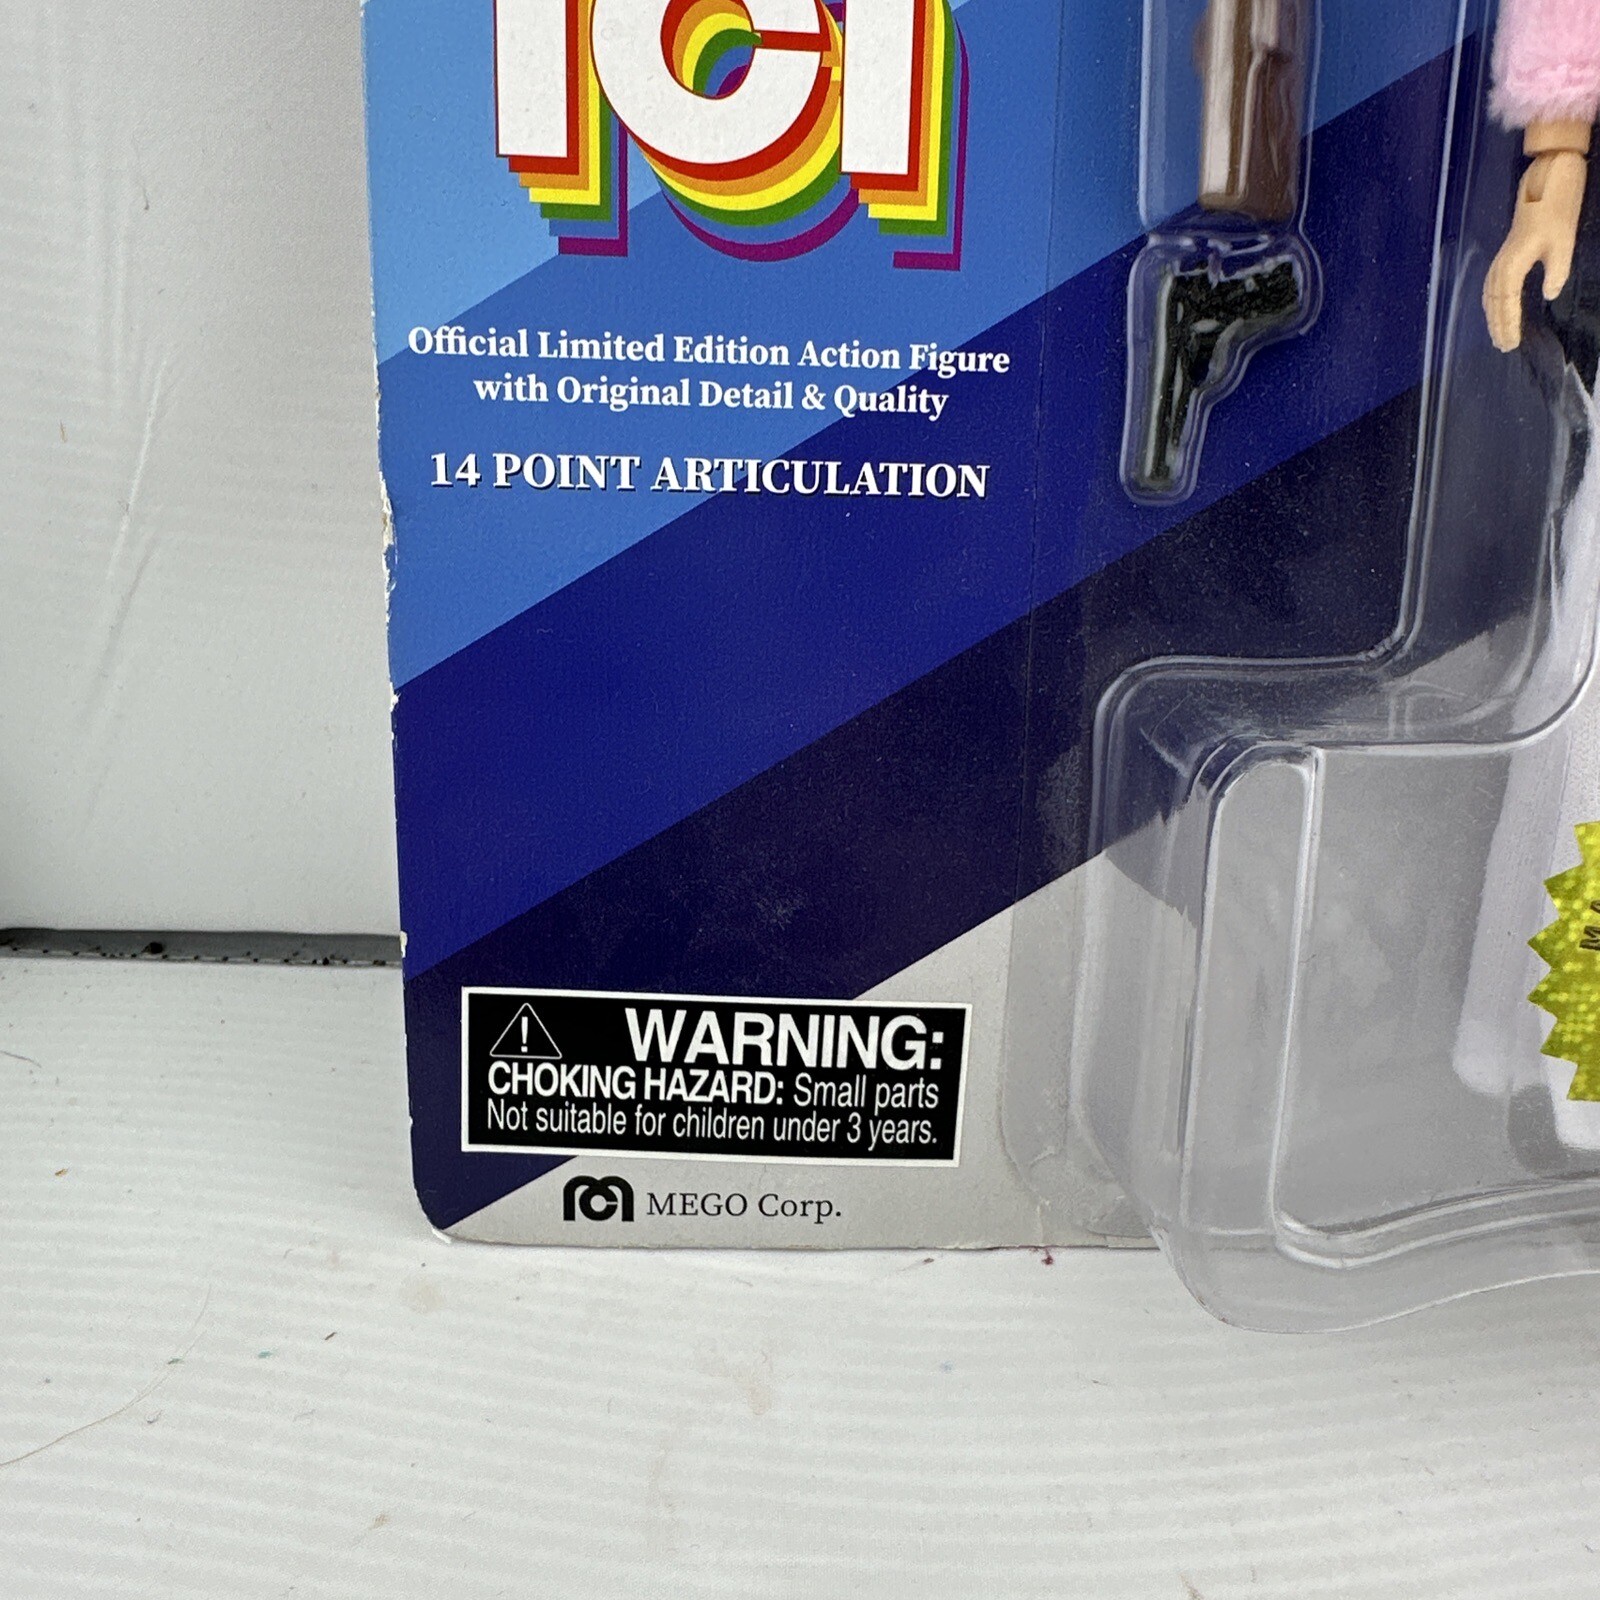 Official Limited Edition Action Figure
with Original Detail & Quality
14 POINT ARTICULATION
WARNING:
CHOKING HAZARD: Small parts
Not suitable for children under 3 years.
MEGO Corp.